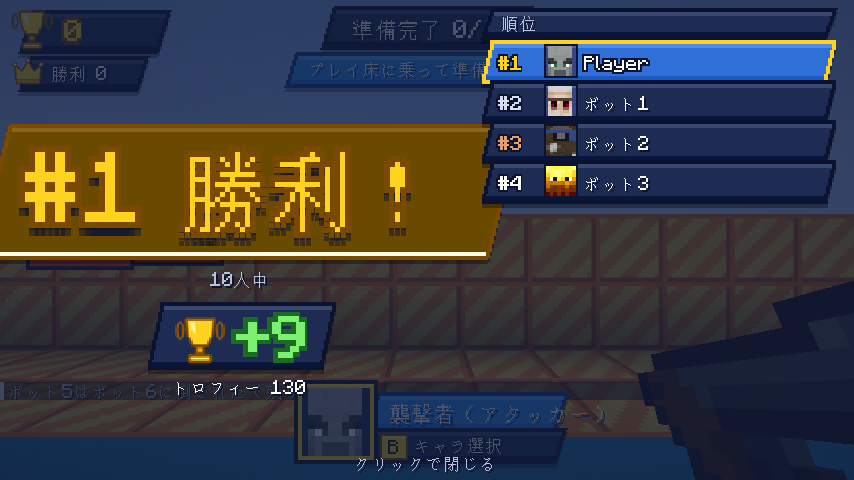 0
勝利 0
準備完了 0/
プレイ床に乗って準備
順位
#1 Player
#2 ボット1
#3 ボット2
#4 ボット3
#1 勝利！
10人中
+9
トロフィー 130
ボット5はボット6に
襲撃者（アタッカー）
B キャラ選択
クリックで閉じる